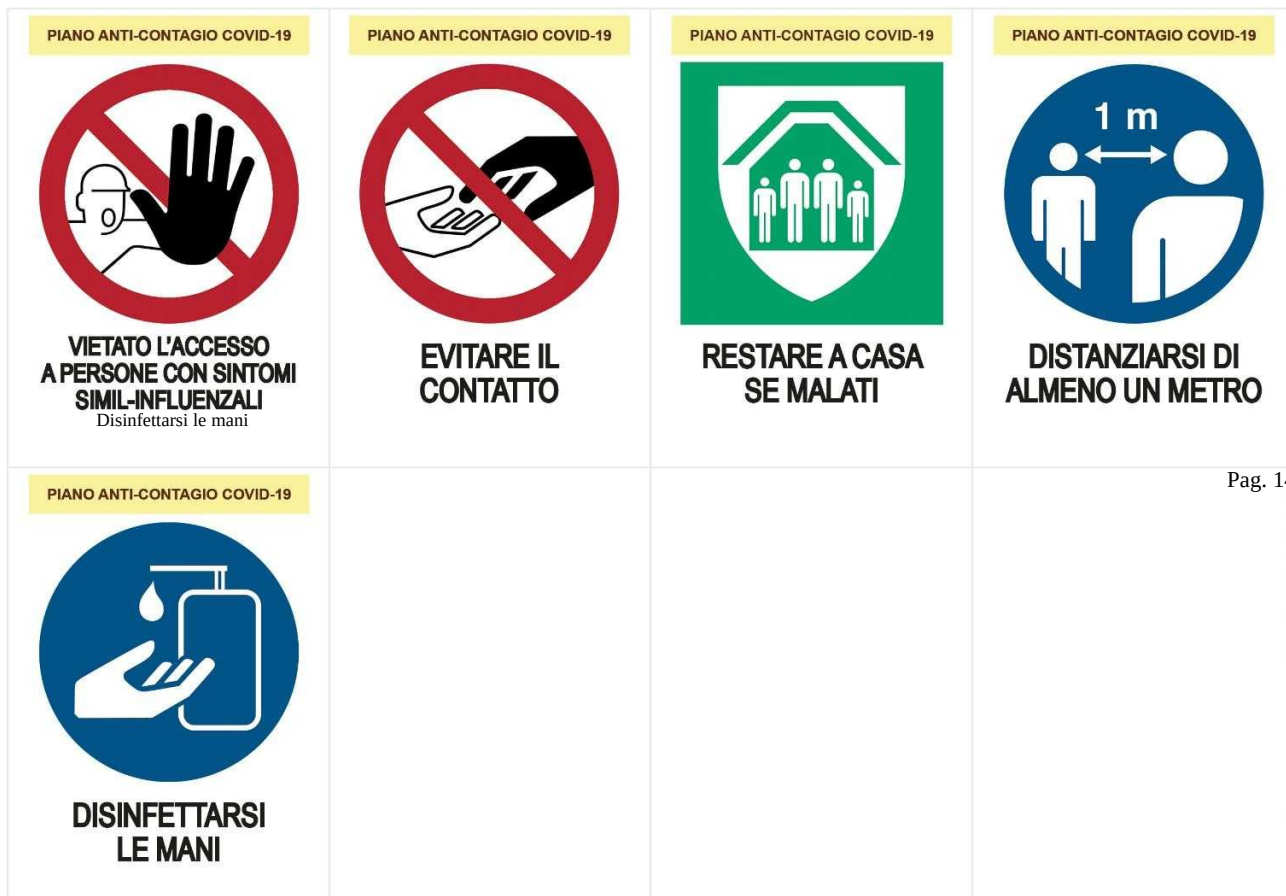 PIANO ANTI-CONTAGIO COVID-19
VIETATO L'ACCESSO
A PERSONE CON SINTOMI
SIMIL-INFLUENZALI
Disinfettarsi le mani
PIANO ANTI-CONTAGIO COVID-19
EVITARE IL
CONTATTO
PIANO ANTI-CONTAGIO COVID-19
RESTARE A CASA
SE MALATI
PIANO ANTI-CONTAGIO COVID-19
1 m
DISTANZIARSI DI
ALMENO UN METRO
Pag. 14
PIANO ANTI-CONTAGIO COVID-19
DISINFETTARSI
LE MANI